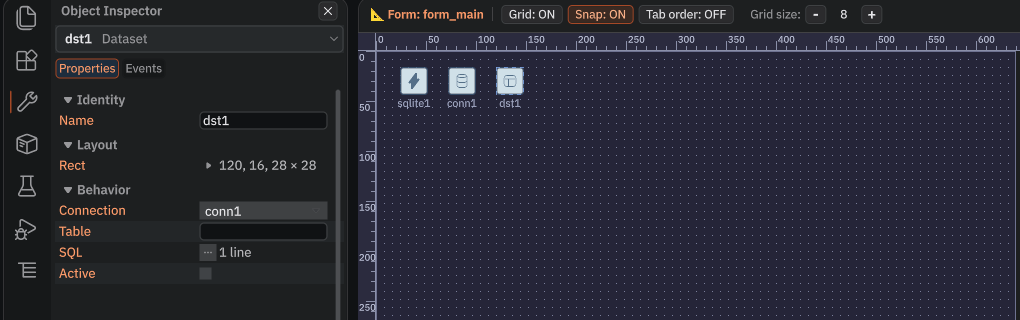 Object Inspector
dst1 Dataset
Properties Events
Identity
Name dst1
Layout
Rect 120, 16, 28 × 28
Behavior
Connection conn1
Table
SQL ... 1 line
Active
Form: form_main Grid: ON Snap: ON Tab order: OFF Grid size: - 8 +
0 50 100 150 200 250 300 350 400 450 500 550 600
0
50
100
150
200
250
sqlite1 conn1 dst1